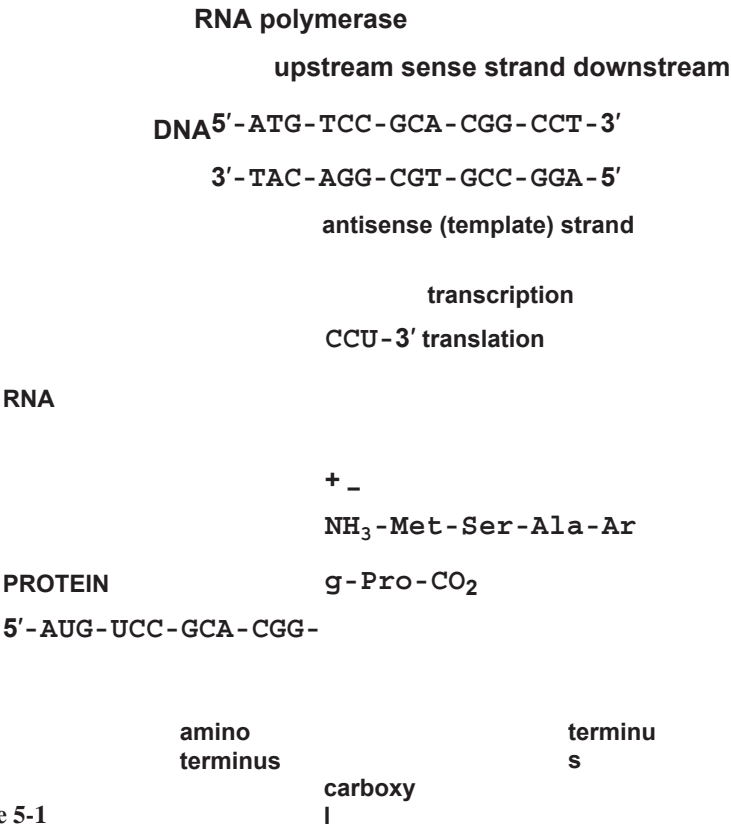 RNA polymerase
upstream sense strand downstream
DNA5′-ATG-TCC-GCA-CGG-CCT-3′
3′-TAC-AGG-CGT-GCC-GGA-5′
antisense (template) strand
transcription
CCU-3′ translation
RNA
+ –
NH₃-Met-Ser-Ala-Ar
PROTEIN g-Pro-CO₂
5′-AUG-UCC-GCA-CGG-
amino terminu
terminus s
carboxy
e 5-1 l